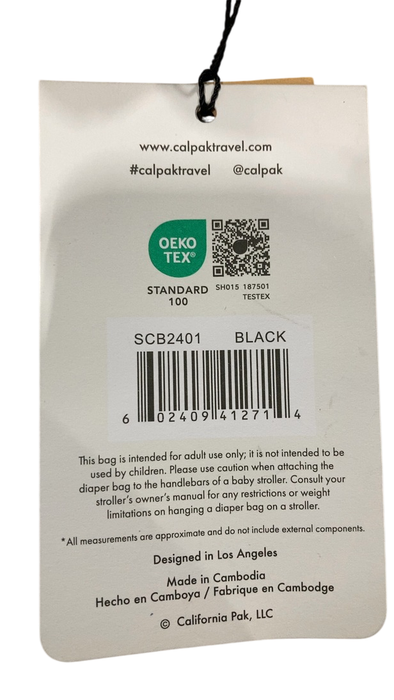 www.calpaktravel.com
#calpaktravel @calpak
OEKO
TEX®
STANDARD
100
SH015 187501
TESTEX
SCB2401 BLACK
6 02409 41271 4
This bag is intended for adult use only; it is not intended to be
used by children. Please use caution when attaching the
diaper bag to the handlebars of a baby stroller. Consult your
stroller's owner's manual for any restrictions or weight
limitations on hanging a diaper bag on a stroller.
*All measurements are approximate and do not include external components.
Designed in Los Angeles
Made in Cambodia
Hecho en Camboya / Fabrique en Cambodge
© California Pak, LLC